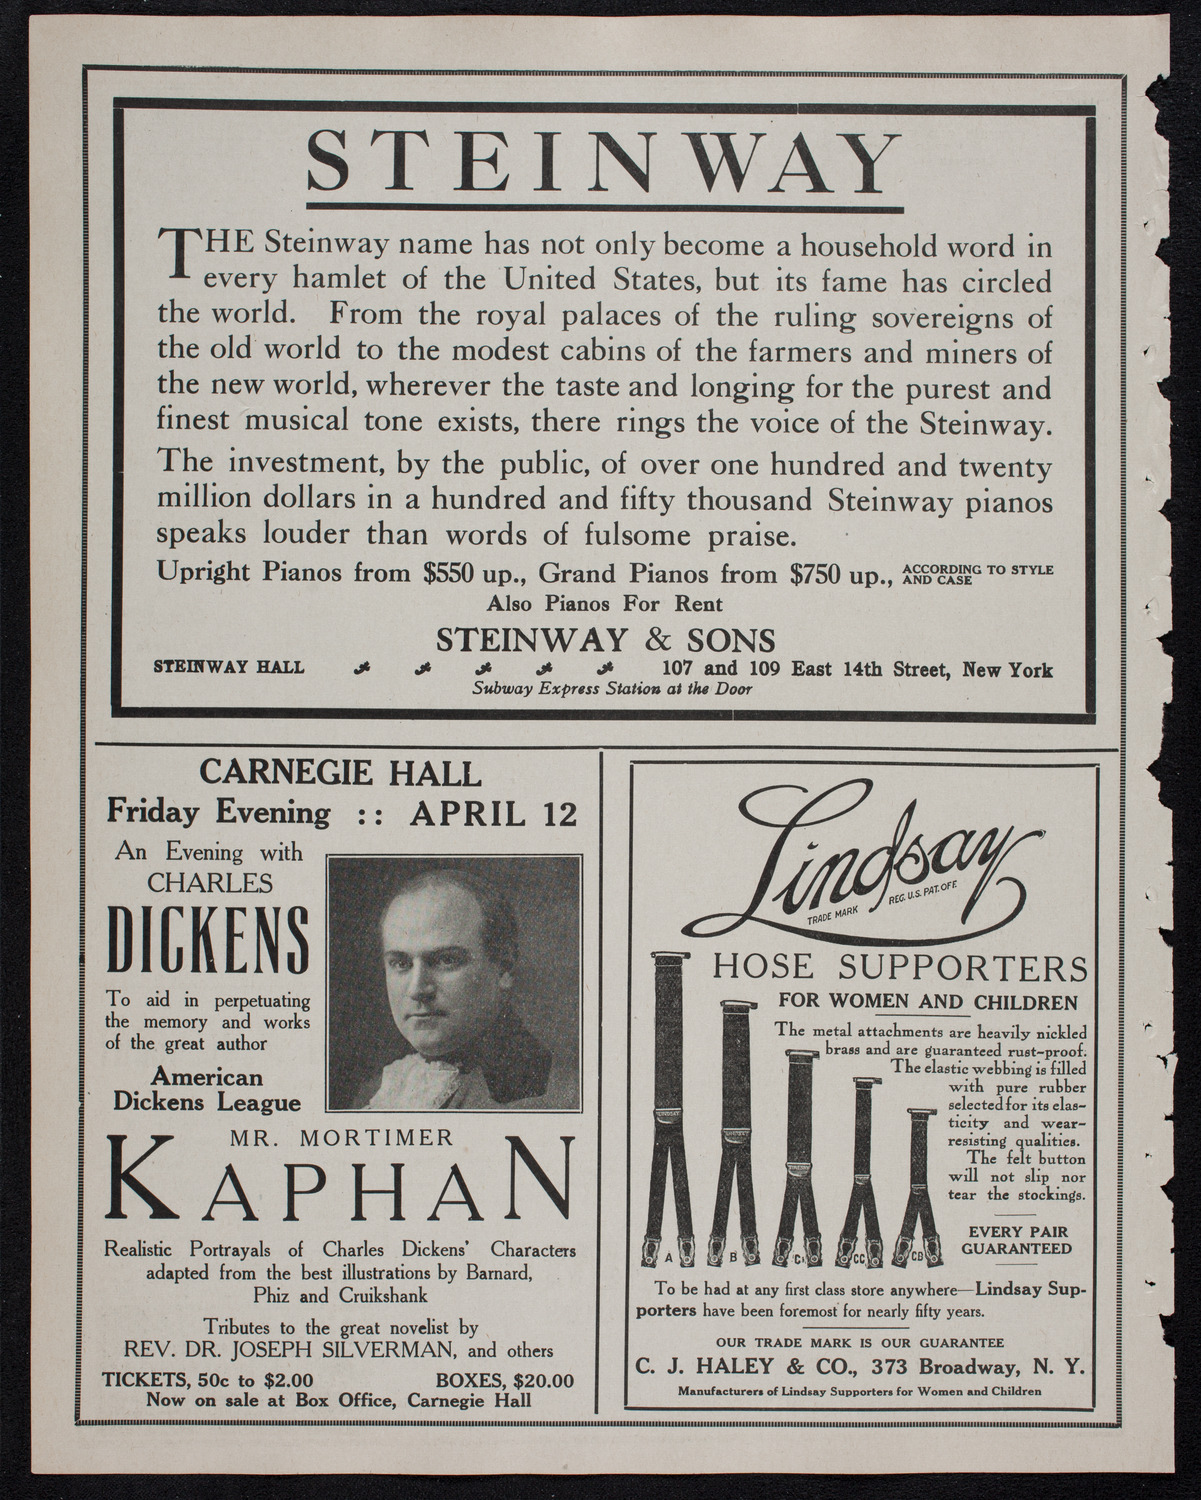 STEINWAY
THE Steinway name has not only become a household word in
every hamlet of the United States, but its fame has circled
the world. From the royal palaces of the ruling sovereigns of
the old world to the modest cabins of the farmers and miners of
the new world, wherever the taste and longing for the purest and
finest musical tone exists, there rings the voice of the Steinway.
The investment, by the public, of over one hundred and twenty
million dollars in a hundred and fifty thousand Steinway pianos
speaks louder than words of fulsome praise.
Upright Pianos from $550 up., Grand Pianos from $750 up., ACCORDING TO STYLE AND CASE
Also Pianos For Rent
STEINWAY & SONS
STEINWAY HALL 107 and 109 East 14th Street, New York
Subway Express Station at the Door
CARNEGIE HALL
Friday Evening :: APRIL 12
An Evening with
CHARLES
DICKENS
To aid in perpetuating
the memory and works
of the great author
American
Dickens League
MR. MORTIMER
KAPHAN
Realistic Portrayals of Charles Dickens' Characters
adapted from the best illustrations by Barnard,
Phiz and Cruikshank
Tributes to the great novelist by
REV. DR. JOSEPH SILVERMAN, and others
TICKETS, 50c to $2.00 BOXES, $20.00
Now on sale at Box Office, Carnegie Hall
Lindsay
TRADE MARK REG. U.S. PAT. OFF.
HOSE SUPPORTERS
FOR WOMEN AND CHILDREN
The metal attachments are heavily nickled
brass and are guaranteed rust-proof.
The elastic webbing is filled
with pure rubber
selected for its elas-
ticity and wear-
resisting qualities.
The felt button
will not slip nor
tear the stockings.
EVERY PAIR
GUARANTEED
A B C CC CB
To be had at any first class store anywhere—Lindsay Sup-
porters have been foremost for nearly fifty years.
OUR TRADE MARK IS OUR GUARANTEE
C. J. HALEY & CO., 373 Broadway, N. Y.
Manufacturers of Lindsay Supporters for Women and Children